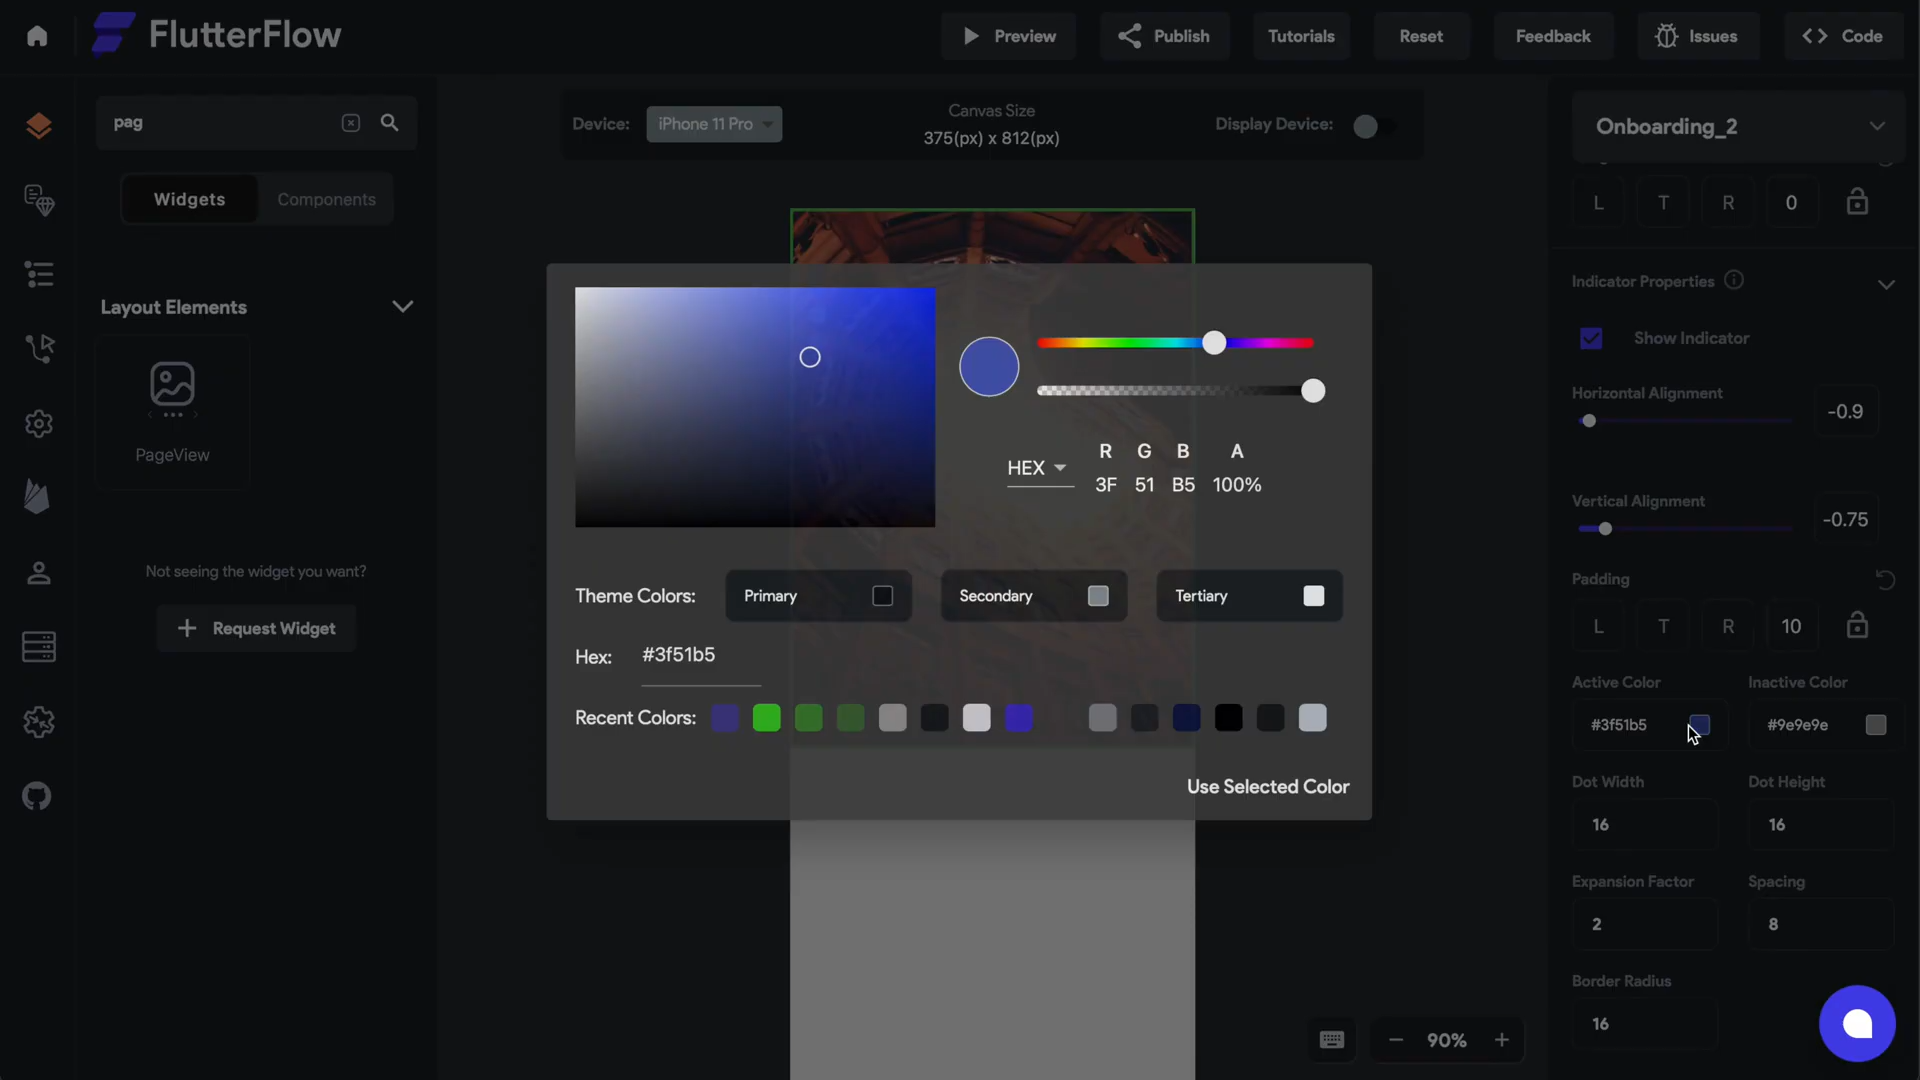 FlutterFlow
Preview
Publish
Tutorials
Reset
Feedback
Issues
Code
pag
Widgets
Components
Layout Elements
PageView
Not seeing the widget you want?
+ Request Widget
Device:
iPhone 11 Pro
Canvas Size
375(px) x 812(px)
Display Device:
HEX
R G B A
3F 51 B5 100%
Theme Colors:
Primary
Secondary
Tertiary
Hex:
#3f51b5
Recent Colors:
Use Selected Color
90%
Onboarding_2
L T R 0
Indicator Properties
Show Indicator
Horizontal Alignment
-0.9
Vertical Alignment
-0.75
Padding
L T R 10
Active Color
Inactive Color
#3f51b5
#9e9e9e
Dot Width
Dot Height
16
16
Expansion Factor
Spacing
2
8
Border Radius
16